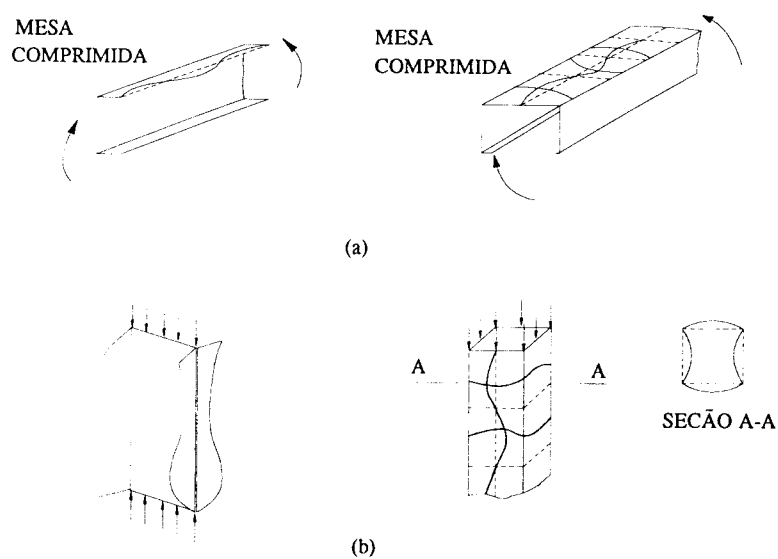 MESA
COMPRIMIDA
MESA
COMPRIMIDA
(a)
A
A
SECÃO A-A
(b)